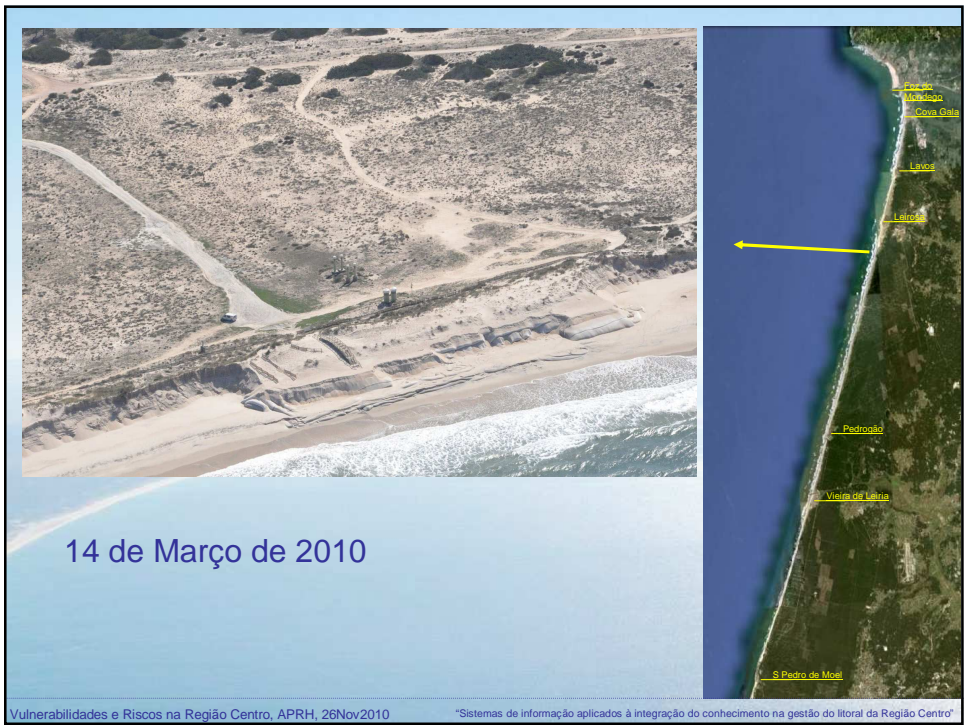 Foz do
Mondego
Cova Gala
Lavos
Leirosa
Pedrogão
Vieira de Leiria
S Pedro de Moel
14 de Março de 2010
Vulnerabilidades e Riscos na Região Centro, APRH, 26Nov2010
“Sistemas de informação aplicados à integração do conhecimento na gestão do litoral da Região Centro”